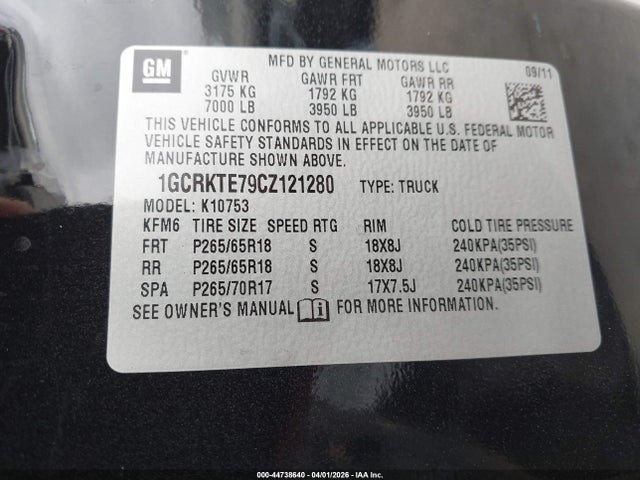 GM
MFD BY GENERAL MOTORS LLC
09/11
GVWR GAWR FRT GAWR RR
3175 KG 1792 KG 1792 KG
7000 LB 3950 LB 3950 LB
THIS VEHICLE CONFORMS TO ALL APPLICABLE U.S. FEDERAL MOTOR
VEHICLE SAFETY STANDARDS IN EFFECT ON THE DATE OF
MANUFACTURE SHOWN ABOVE.
1GCRKTE79CZ121280 TYPE: TRUCK
MODEL: K10753
KFM6 TIRE SIZE SPEED RTG RIM COLD TIRE PRESSURE
FRT P265/65R18 S 18X8J 240KPA(35PSI)
RR P265/65R18 S 18X8J 240KPA(35PSI)
SPA P265/70R17 S 17X7.5J 240KPA(35PSI)
SEE OWNER'S MANUAL FOR MORE INFORMATION.
000-44738640 - 04/01/2026 - IAA Inc.